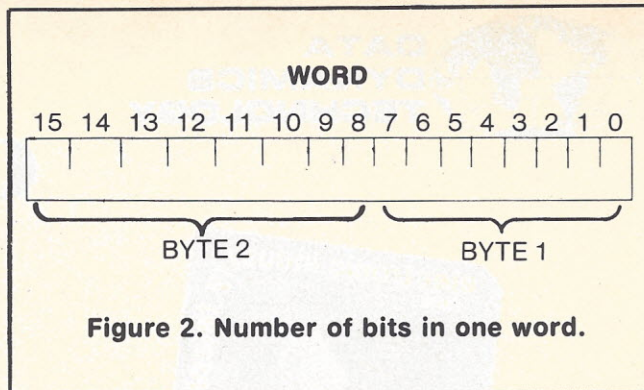 WORD
15 14 13 12 11 10 9 8 7 6 5 4 3 2 1 0
BYTE 2 BYTE 1
Figure 2. Number of bits in one word.